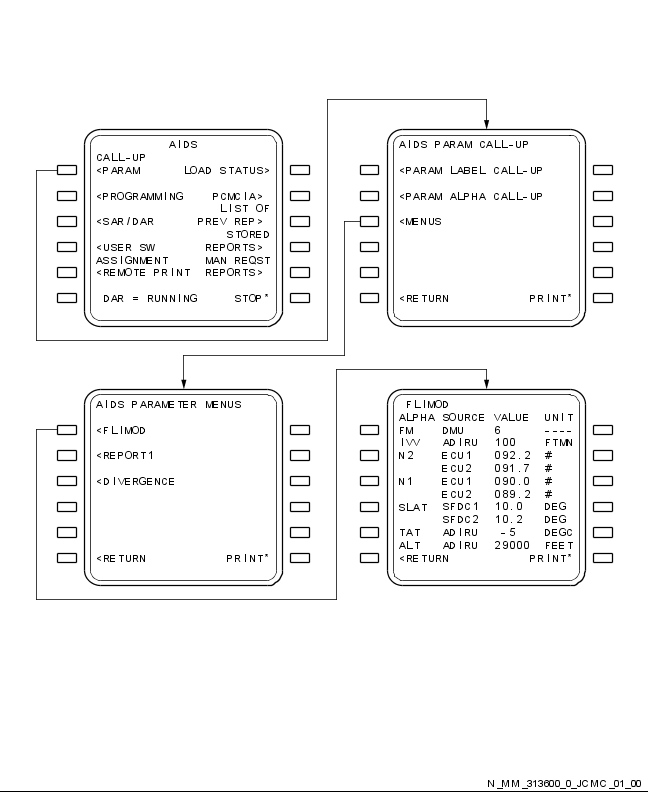 AIDS
CALL-UP
<PARAM LOAD STATUS>
<PROGRAMMING PCMCIA>
LIST OF
<SAR/DAR PREV REP>
STORED
<USER SW REPORTS>
ASSIGNMENT MAN REQST
<REMOTE PRINT REPORTS>
DAR = RUNNING STOP*
AIDS PARAM CALL-UP
<PARAM LABEL CALL-UP
<PARAM ALPHA CALL-UP
<MENUS
<RETURN PRINT*
AIDS PARAMETER MENUS
<FLIMOD
<REPORT1
<DIVERGENCE
<RETURN PRINT*
FLIMOD
ALPHA SOURCE VALUE UNIT
FM DMU 6 ----
IVV ADIRU 100 FTMN
N2 ECU1 092.2 #
ECU2 091.7 #
N1 ECU1 090.0 #
ECU2 089.2 #
SLAT SFDC1 10.0 DEG
SFDC2 10.2 DEG
TAT ADIRU -5 DEGC
ALT ADIRU 29000 FEET
<RETURN PRINT*
N_MM_313600_0_JCMC_01_00